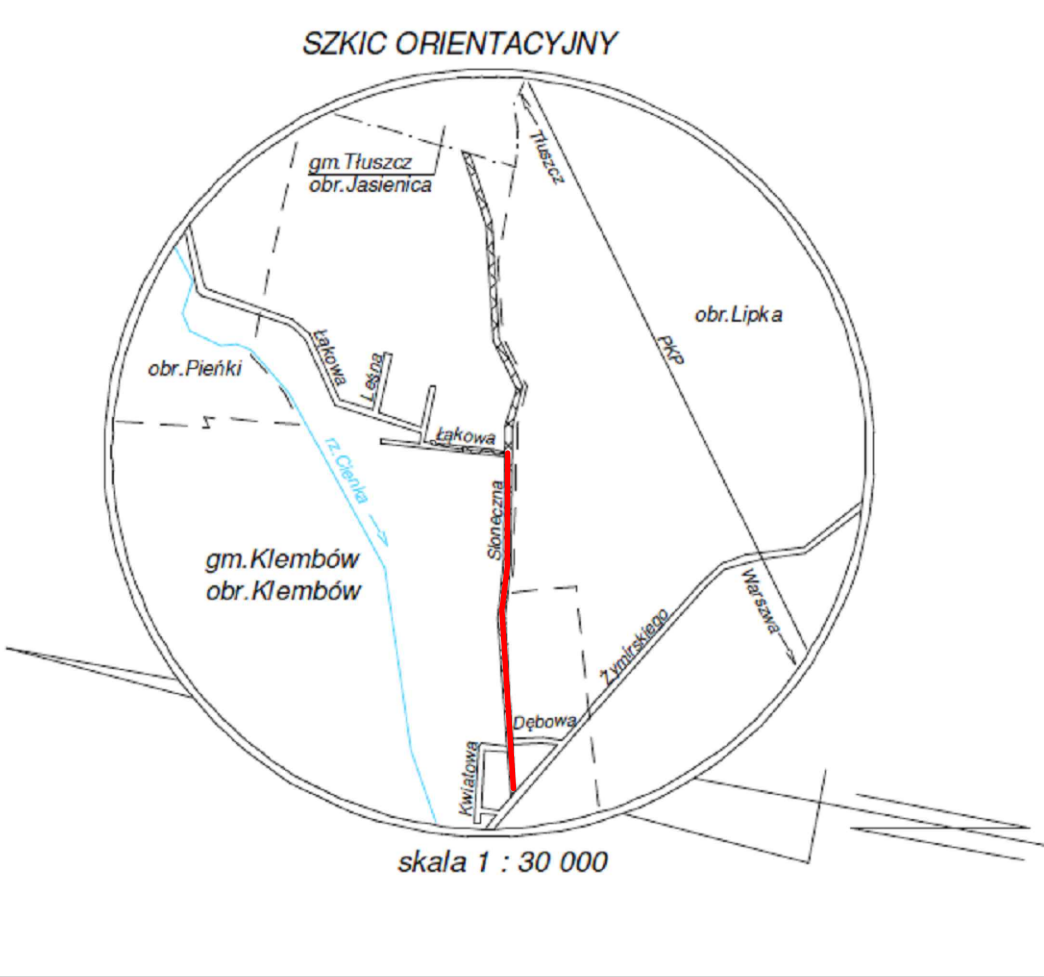 SZKIC ORIENTACYJNY
Tłuszcz
gm.Tłuszcz
obr.Jasienica
obr.Lipka
PKP
Łąkowa
Leśna
obr.Pieńki
Łąkowa
rz.Cienka
Słoneczna
gm.Klembów
obr.Klembów
Warszwa
Żymirskiego
Dębowa
Kwiatowa
skala 1 : 30 000